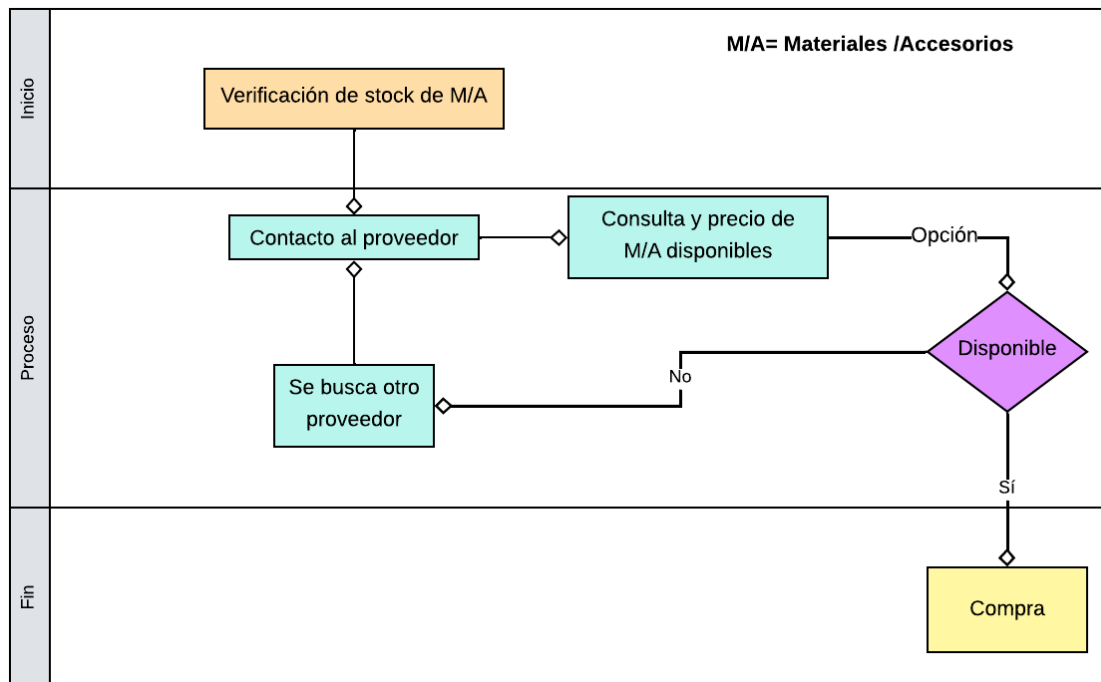 M/A= Materiales /Accesorios
Inicio
Verificación de stock de M/A
Proceso
Contacto al proveedor
Consulta y precio de
M/A disponibles
Opción
Disponible
No
Se busca otro
proveedor
Sí
Fin
Compra